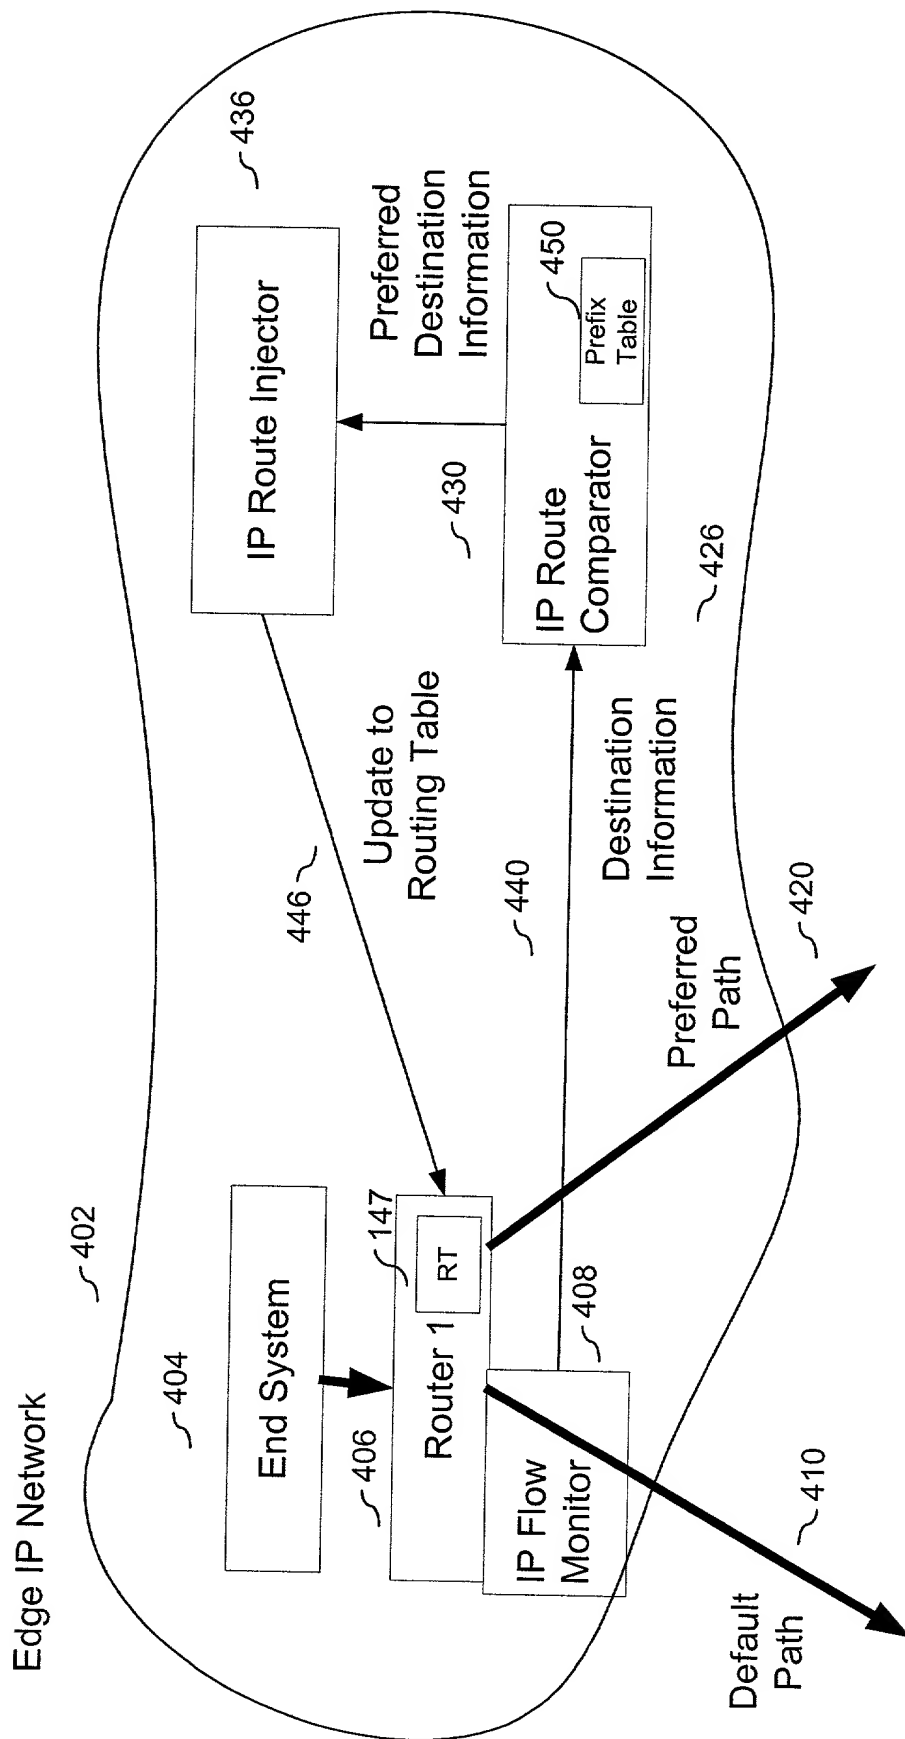 Edge IP Network
402
404
End System
406
Router 1
RT
147
IP Flow
Monitor
408
Default
Path
410
Preferred
Path
420
446
Update to
Routing Table
440
Destination
Information
IP Route Injector
436
430
Preferred
Destination
Information
IP Route
Comparator
Prefix
Table
450
426